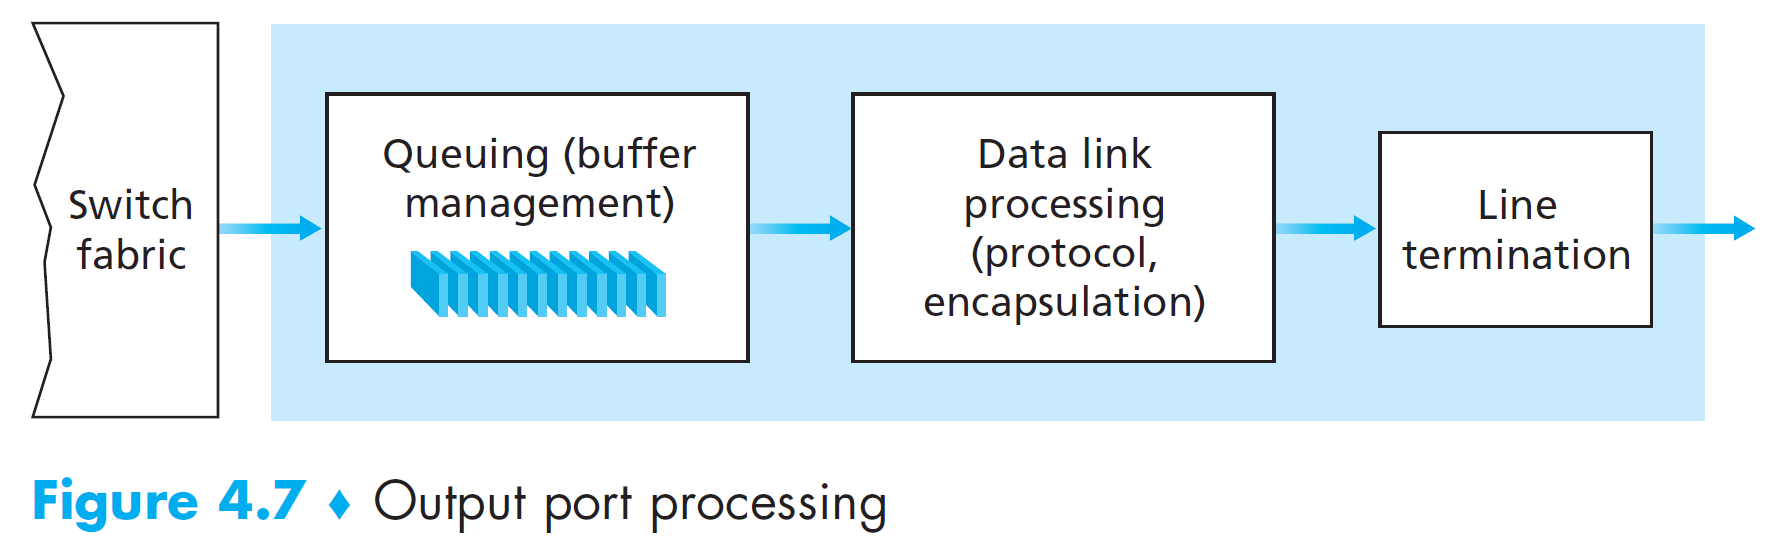 Switch
fabric
Queuing (buffer
management)
Data link
processing
(protocol,
encapsulation)
Line
termination
Figure 4.7 ♦ Output port processing